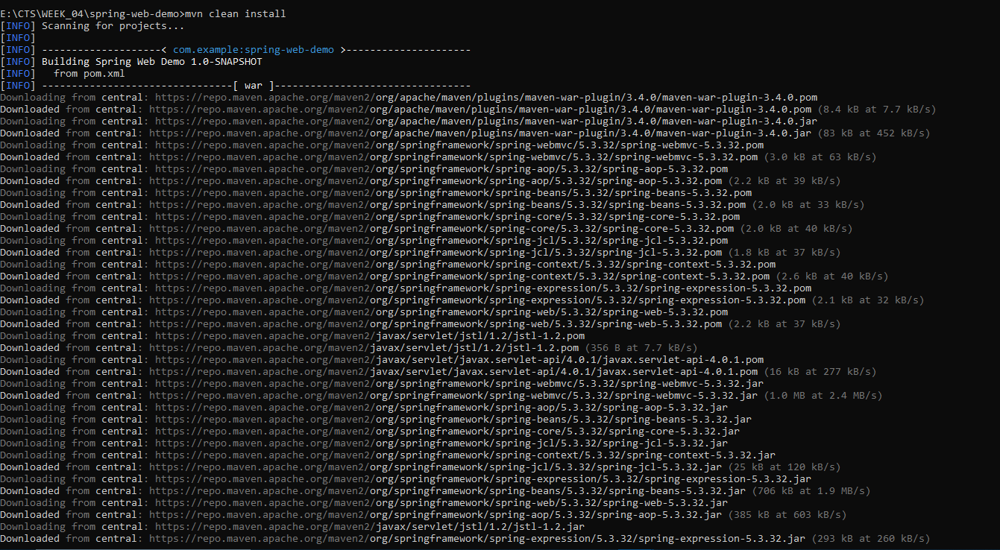 E:\CTS\WEEK_04\spring-web-demo>mvn clean install
[INFO] Scanning for projects...
[INFO]
[INFO] --------------------< com.example:spring-web-demo >---------------------
[INFO] Building Spring Web Demo 1.0-SNAPSHOT
[INFO]   from pom.xml
[INFO] --------------------------------[ war ]---------------------------------
Downloading from central: https://repo.maven.apache.org/maven2/org/apache/maven/plugins/maven-war-plugin/3.4.0/maven-war-plugin-3.4.0.pom
Downloaded from central: https://repo.maven.apache.org/maven2/org/apache/maven/plugins/maven-war-plugin/3.4.0/maven-war-plugin-3.4.0.pom (8.4 kB at 7.7 kB/s)
Downloading from central: https://repo.maven.apache.org/maven2/org/apache/maven/plugins/maven-war-plugin/3.4.0/maven-war-plugin-3.4.0.jar
Downloaded from central: https://repo.maven.apache.org/maven2/org/apache/maven/plugins/maven-war-plugin/3.4.0/maven-war-plugin-3.4.0.jar (83 kB at 452 kB/s)
Downloading from central: https://repo.maven.apache.org/maven2/org/springframework/spring-webmvc/5.3.32/spring-webmvc-5.3.32.pom
Downloaded from central: https://repo.maven.apache.org/maven2/org/springframework/spring-webmvc/5.3.32/spring-webmvc-5.3.32.pom (3.0 kB at 63 kB/s)
Downloading from central: https://repo.maven.apache.org/maven2/org/springframework/spring-aop/5.3.32/spring-aop-5.3.32.pom
Downloaded from central: https://repo.maven.apache.org/maven2/org/springframework/spring-aop/5.3.32/spring-aop-5.3.32.pom (2.2 kB at 39 kB/s)
Downloading from central: https://repo.maven.apache.org/maven2/org/springframework/spring-beans/5.3.32/spring-beans-5.3.32.pom
Downloaded from central: https://repo.maven.apache.org/maven2/org/springframework/spring-beans/5.3.32/spring-beans-5.3.32.pom (2.0 kB at 33 kB/s)
Downloading from central: https://repo.maven.apache.org/maven2/org/springframework/spring-core/5.3.32/spring-core-5.3.32.pom
Downloaded from central: https://repo.maven.apache.org/maven2/org/springframework/spring-core/5.3.32/spring-core-5.3.32.pom (2.0 kB at 40 kB/s)
Downloading from central: https://repo.maven.apache.org/maven2/org/springframework/spring-jcl/5.3.32/spring-jcl-5.3.32.pom
Downloaded from central: https://repo.maven.apache.org/maven2/org/springframework/spring-jcl/5.3.32/spring-jcl-5.3.32.pom (1.8 kB at 37 kB/s)
Downloading from central: https://repo.maven.apache.org/maven2/org/springframework/spring-context/5.3.32/spring-context-5.3.32.pom
Downloaded from central: https://repo.maven.apache.org/maven2/org/springframework/spring-context/5.3.32/spring-context-5.3.32.pom (2.6 kB at 40 kB/s)
Downloading from central: https://repo.maven.apache.org/maven2/org/springframework/spring-expression/5.3.32/spring-expression-5.3.32.pom
Downloaded from central: https://repo.maven.apache.org/maven2/org/springframework/spring-expression/5.3.32/spring-expression-5.3.32.pom (2.1 kB at 32 kB/s)
Downloading from central: https://repo.maven.apache.org/maven2/org/springframework/spring-web/5.3.32/spring-web-5.3.32.pom
Downloaded from central: https://repo.maven.apache.org/maven2/org/springframework/spring-web/5.3.32/spring-web-5.3.32.pom (2.2 kB at 37 kB/s)
Downloading from central: https://repo.maven.apache.org/maven2/javax/servlet/jstl/1.2/jstl-1.2.pom
Downloaded from central: https://repo.maven.apache.org/maven2/javax/servlet/jstl/1.2/jstl-1.2.pom (356 B at 7.7 kB/s)
Downloading from central: https://repo.maven.apache.org/maven2/javax/servlet/javax.servlet-api/4.0.1/javax.servlet-api-4.0.1.pom
Downloaded from central: https://repo.maven.apache.org/maven2/javax/servlet/javax.servlet-api/4.0.1/javax.servlet-api-4.0.1.pom (16 kB at 277 kB/s)
Downloading from central: https://repo.maven.apache.org/maven2/org/springframework/spring-webmvc/5.3.32/spring-webmvc-5.3.32.jar
Downloaded from central: https://repo.maven.apache.org/maven2/org/springframework/spring-webmvc/5.3.32/spring-webmvc-5.3.32.jar (1.0 MB at 2.4 MB/s)
Downloading from central: https://repo.maven.apache.org/maven2/org/springframework/spring-aop/5.3.32/spring-aop-5.3.32.jar
Downloading from central: https://repo.maven.apache.org/maven2/org/springframework/spring-beans/5.3.32/spring-beans-5.3.32.jar
Downloading from central: https://repo.maven.apache.org/maven2/org/springframework/spring-core/5.3.32/spring-core-5.3.32.jar
Downloading from central: https://repo.maven.apache.org/maven2/org/springframework/spring-jcl/5.3.32/spring-jcl-5.3.32.jar
Downloading from central: https://repo.maven.apache.org/maven2/org/springframework/spring-context/5.3.32/spring-context-5.3.32.jar
Downloaded from central: https://repo.maven.apache.org/maven2/org/springframework/spring-jcl/5.3.32/spring-jcl-5.3.32.jar (25 kB at 120 kB/s)
Downloading from central: https://repo.maven.apache.org/maven2/org/springframework/spring-expression/5.3.32/spring-expression-5.3.32.jar
Downloaded from central: https://repo.maven.apache.org/maven2/org/springframework/spring-beans/5.3.32/spring-beans-5.3.32.jar (706 kB at 1.9 MB/s)
Downloading from central: https://repo.maven.apache.org/maven2/org/springframework/spring-web/5.3.32/spring-web-5.3.32.jar
Downloaded from central: https://repo.maven.apache.org/maven2/org/springframework/spring-aop/5.3.32/spring-aop-5.3.32.jar (385 kB at 603 kB/s)
Downloading from central: https://repo.maven.apache.org/maven2/javax/servlet/jstl/1.2/jstl-1.2.jar
Downloaded from central: https://repo.maven.apache.org/maven2/org/springframework/spring-expression/5.3.32/spring-expression-5.3.32.jar (293 kB at 260 kB/s)